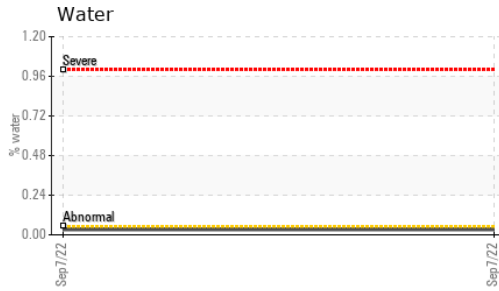 Water
1.20
Severe
0.96
0.72
% water
0.48
0.24
Abnormal
0.00
Sep7/22
Sep7/22